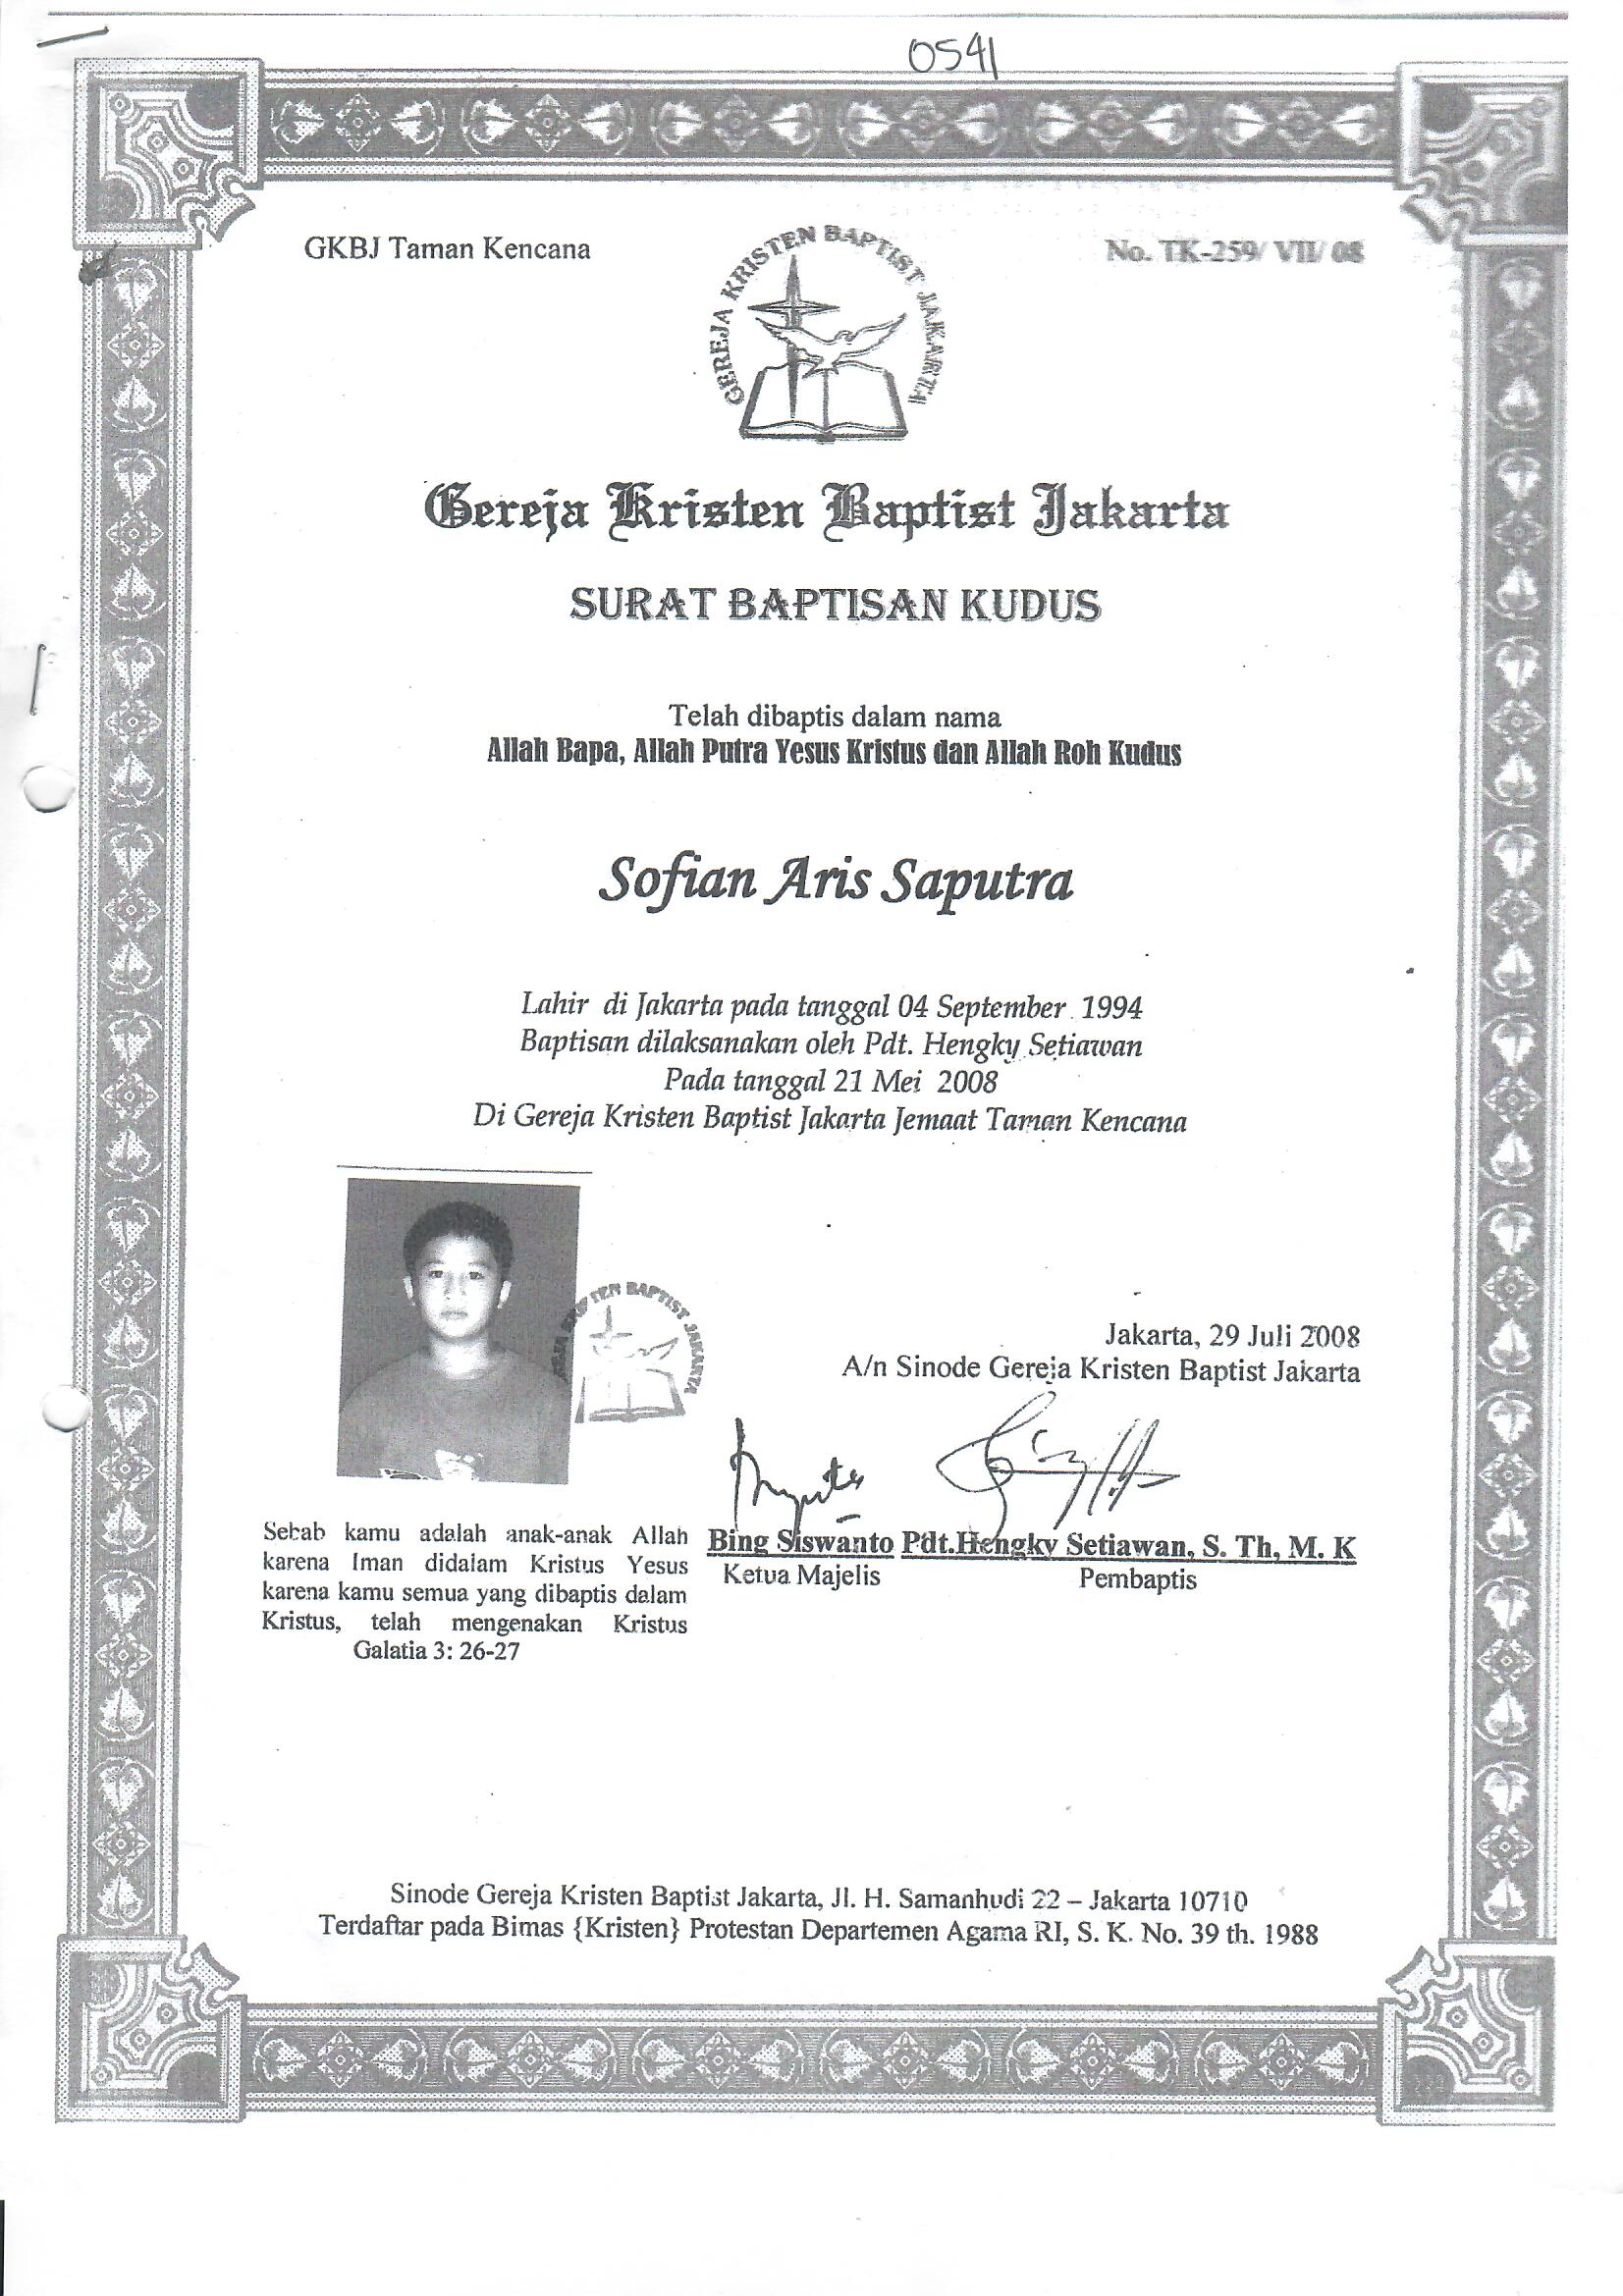 0541
GKBJ Taman Kencana
No. TK-259/ VII/ 08
GEREJA KRISTEN BAPTIST JAKARTA
Gereja Kristen Baptist Jakarta
SURAT BAPTISAN KUDUS
Telah dibaptis dalam nama
Allah Bapa, Allah Putra Yesus Kristus dan Allah Roh Kudus
Sofian Aris Saputra
Lahir di Jakarta pada tanggal 04 September 1994
Baptisan dilaksanakan oleh Pdt. Hengky Setiawan
Pada tanggal 21 Mei 2008
Di Gereja Kristen Baptist Jakarta Jemaat Taman Kencana
TEN BAPTIST JAKARTA
Jakarta, 29 Juli 2008
A/n Sinode Gereja Kristen Baptist Jakarta
Bing Siswanto Pdt.Hengky Setiawan, S. Th, M. K
Ketua Majelis Pembaptis
Sebab kamu adalah anak-anak Allah
karena Iman didalam Kristus Yesus
karena kamu semua yang dibaptis dalam
Kristus, telah mengenakan Kristus
Galatia 3: 26-27
Sinode Gereja Kristen Baptist Jakarta, Jl. H. Samanhudi 22 – Jakarta 10710
Terdaftar pada Bimas {Kristen} Protestan Departemen Agama RI, S. K. No. 39 th. 1988